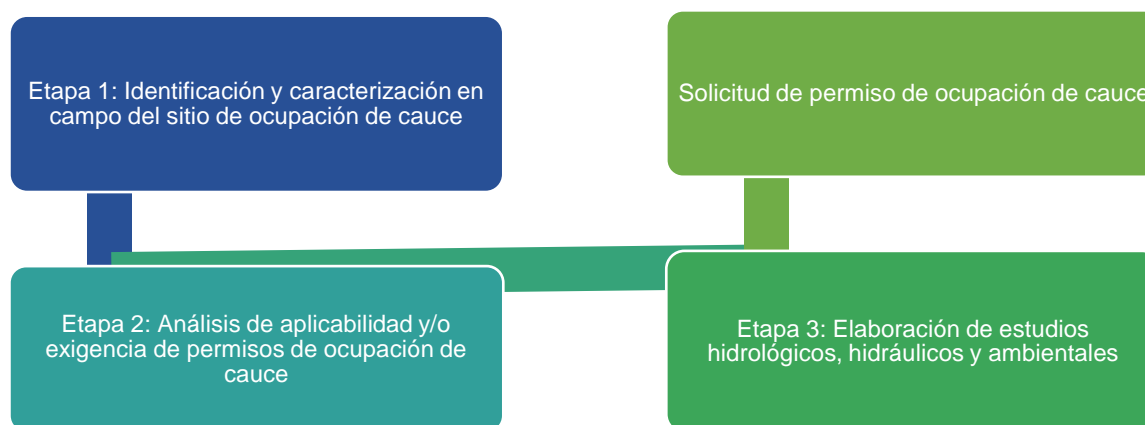 Etapa 1: Identificación y caracterización en
campo del sitio de ocupación de cauce
Etapa 2: Análisis de aplicabilidad y/o
exigencia de permisos de ocupación de
cauce
Etapa 3: Elaboración de estudios
hidrológicos, hidráulicos y ambientales
Solicitud de permiso de ocupación de cauce